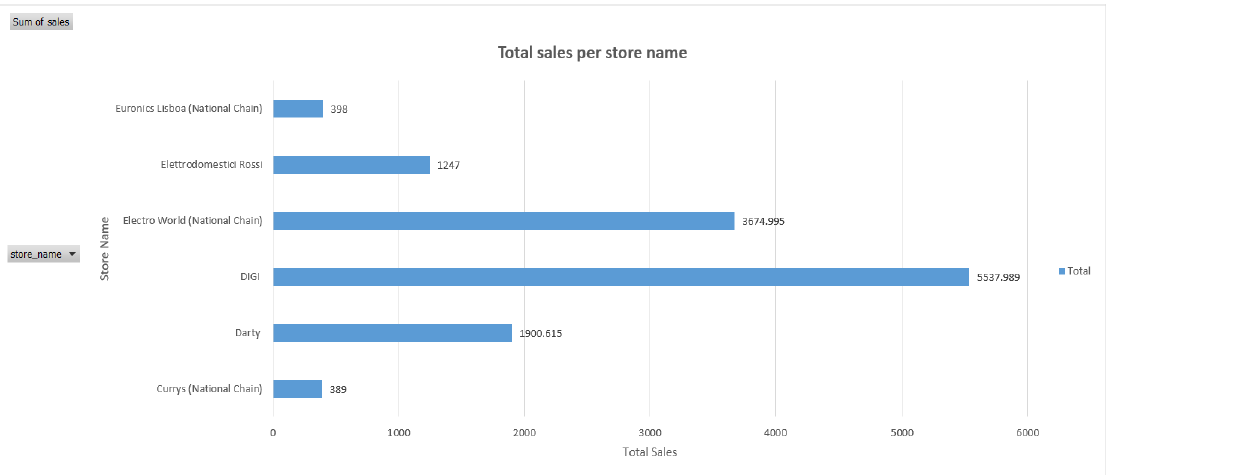 Sum of sales
Total sales per store name
Euronics Lisboa (National Chain)
398
Elettrodomestici Rossi
1247
Electro World (National Chain)
3674.995
Store Name
store_name
DIGI
5537.989
Total
Darty
1900.615
Currys (National Chain)
389
0 1000 2000 3000 4000 5000 6000
Total Sales